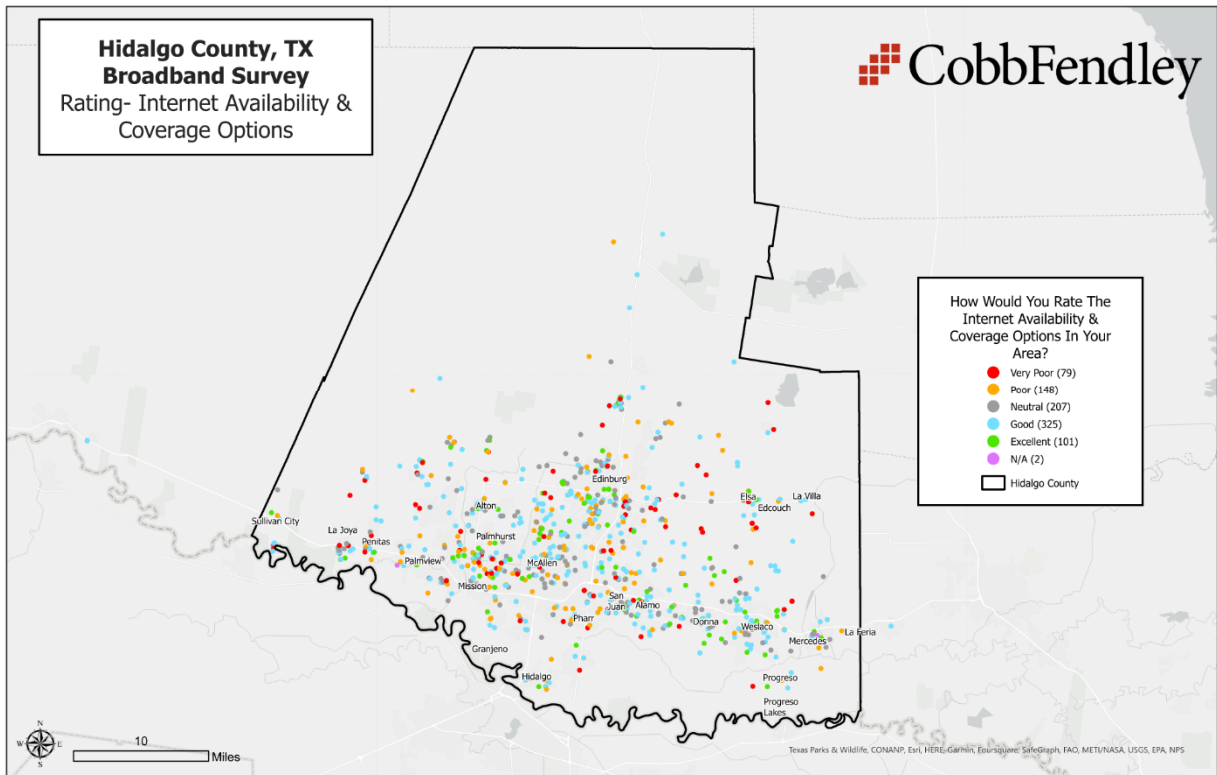 Hidalgo County, TX
Broadband Survey
Rating- Internet Availability &
Coverage Options
CobbFendley
How Would You Rate The
Internet Availability &
Coverage Options In Your
Area?
Very Poor (79)
Poor (148)
Neutral (207)
Good (325)
Excellent (101)
N/A (2)
Hidalgo County
Edinburg
Elsa
La Villa
Edcouch
Alton
Sullivan City
La Joya
Penitas
Palmhurst
Palmview
McAllen
Mission
San
Juan
Alamo
Pharr
Donna
Weslaco
Mercedes
La Feria
Granjeno
Hidalgo
Progreso
Progreso
Lakes
N
W
E
S
10
Miles
Texas Parks & Wildlife, CONANP, Esri, HERE, Garmin, Foursquare, SafeGraph, FAO, METI/NASA, USGS, EPA, NPS